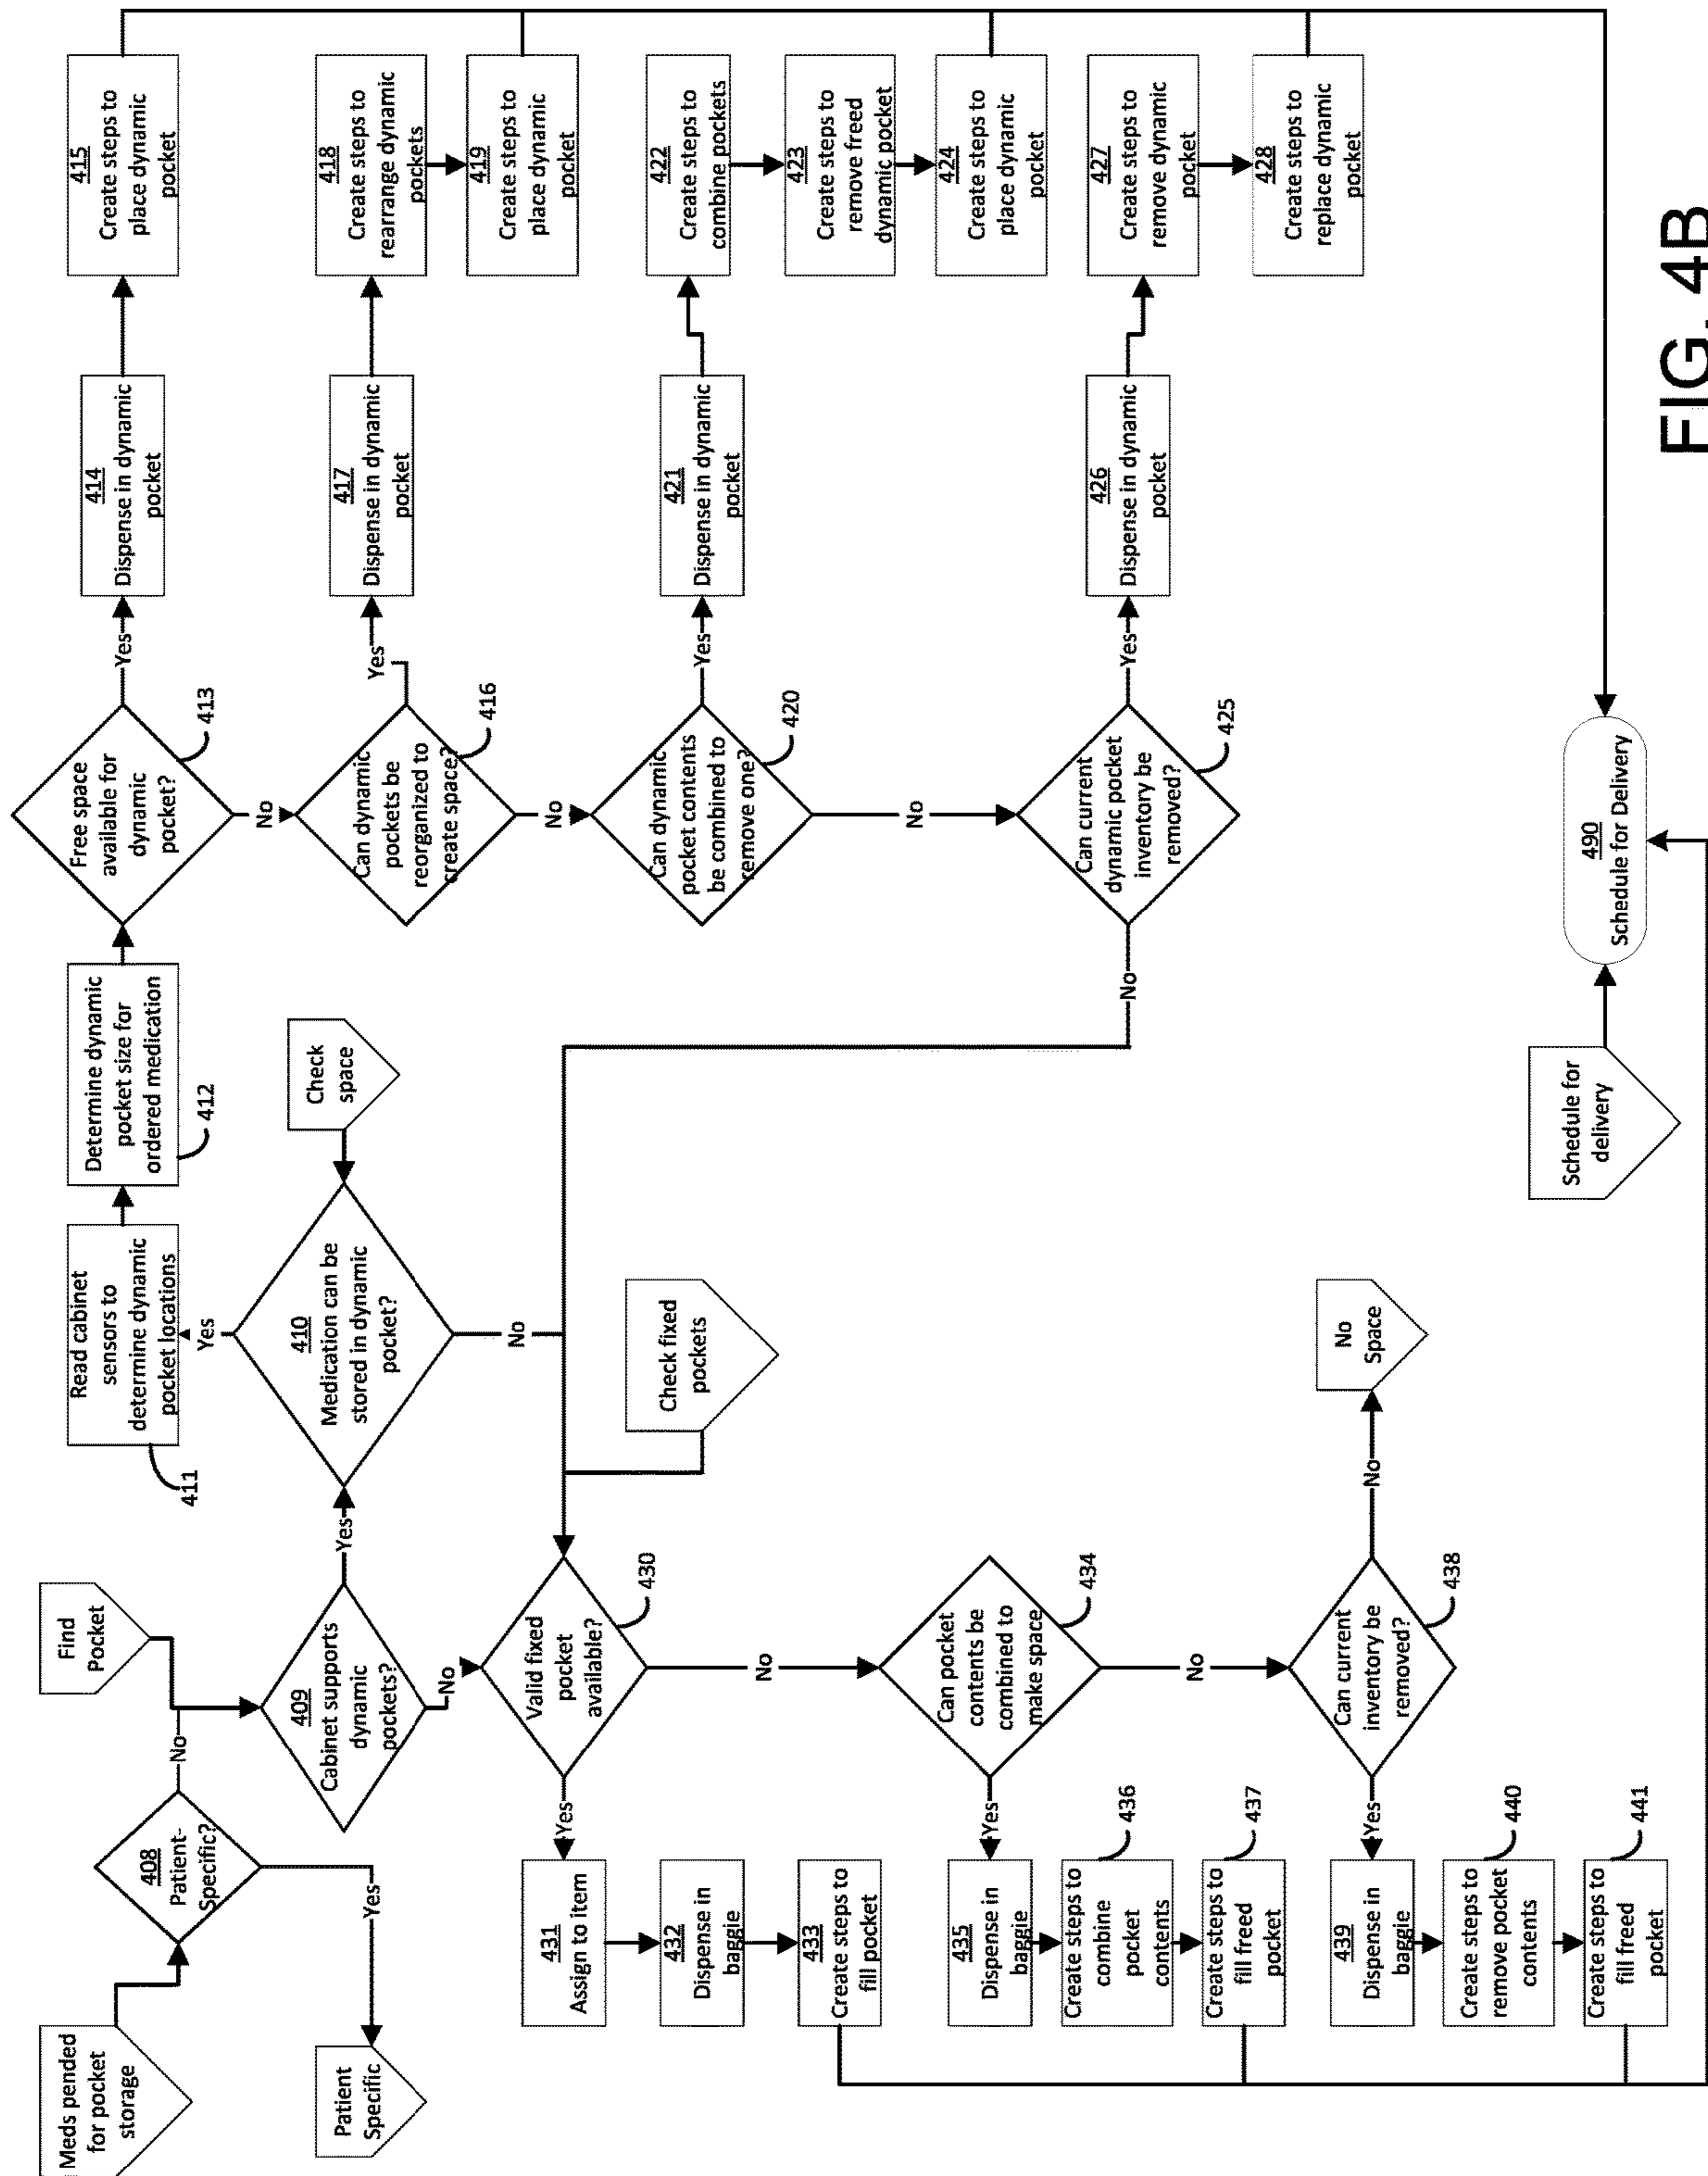 Meds pended
for pocket
storage
408
Patient-
Specific?
No
Yes
Patient
Specific
Find
Pocket
409
Cabinet supports
dynamic
pockets?
Yes
No
410
Medication can be
stored in dynamic
pocket?
Yes
No
Check
space
Read cabinet
sensors to
determine dynamic
pocket locations
411
Determine dynamic
pocket size for
ordered medication
412
Free space
available for
dynamic
pocket?
413
Yes
No
414
Dispense in dynamic
pocket
415
Create steps to
place dynamic
pocket
Can dynamic
pockets be
reorganized to
create space?
416
Yes
No
417
Dispense in dynamic
pocket
418
Create steps to
rearrange dynamic
pockets
419
Create steps to
place dynamic
pocket
Can dynamic
pocket contents
be combined to
remove one?
420
Yes
No
421
Dispense in dynamic
pocket
422
Create steps to
combine pockets
423
Create steps to
remove freed
dynamic pocket
424
Create steps to
place dynamic
pocket
Can current
dynamic pocket
inventory be
removed?
425
Yes
No
426
Dispense in dynamic
pocket
427
Create steps to
remove dynamic
pocket
428
Create steps to
replace dynamic
pocket
Check fixed
pockets
Valid fixed
pocket
available?
430
Yes
No
431
Assign to item
432
Dispense in
baggie
433
Create steps to
fill pocket
Can pocket
contents be
combined to
make space
434
Yes
No
435
Dispense in
baggie
Create steps to
combine
pocket
contents
436
Create steps to
fill freed
pocket
437
Can current
inventory be
removed?
438
Yes
No
No
Space
439
Dispense in
baggie
Create steps to
remove pocket
contents
440
Create steps to
fill freed
pocket
441
Schedule for
delivery
490
Schedule for Delivery
FIG. 4B